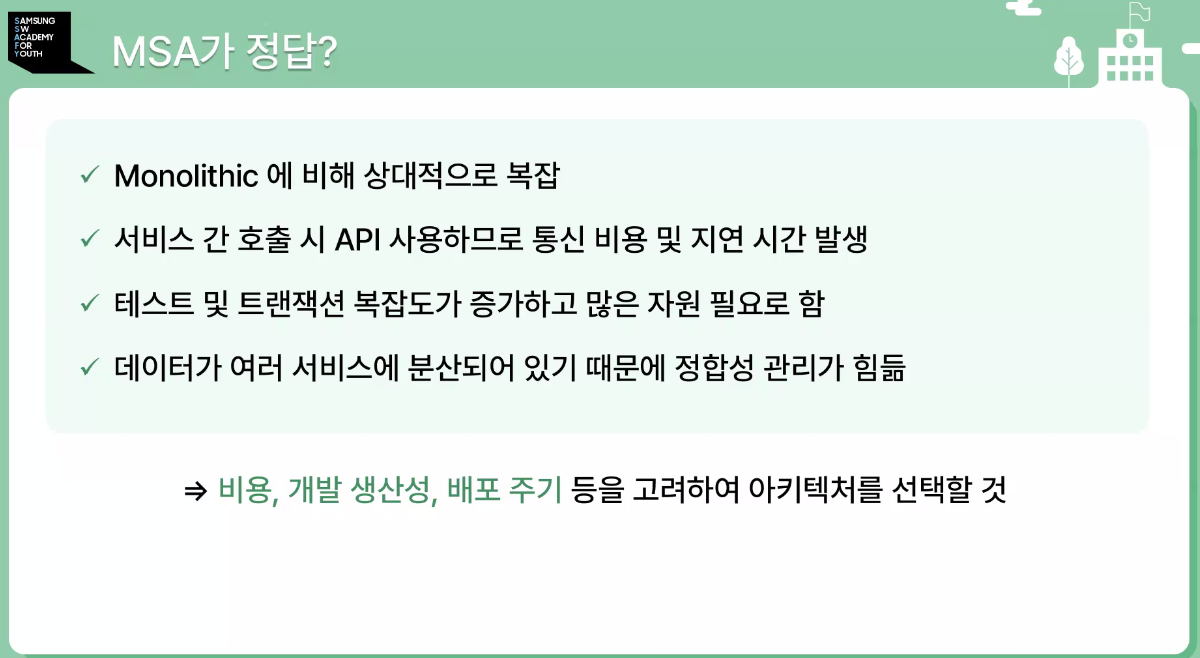 SAMSUNG
SW
ACADEMY
FOR
YOUTH
MSA가 정답?
✓ Monolithic 에 비해 상대적으로 복잡
✓ 서비스 간 호출 시 API 사용하므로 통신 비용 및 지연 시간 발생
✓ 테스트 및 트랜잭션 복잡도가 증가하고 많은 자원 필요로 함
✓ 데이터가 여러 서비스에 분산되어 있기 때문에 정합성 관리가 힘듦
⇒ 비용, 개발 생산성, 배포 주기 등을 고려하여 아키텍처를 선택할 것